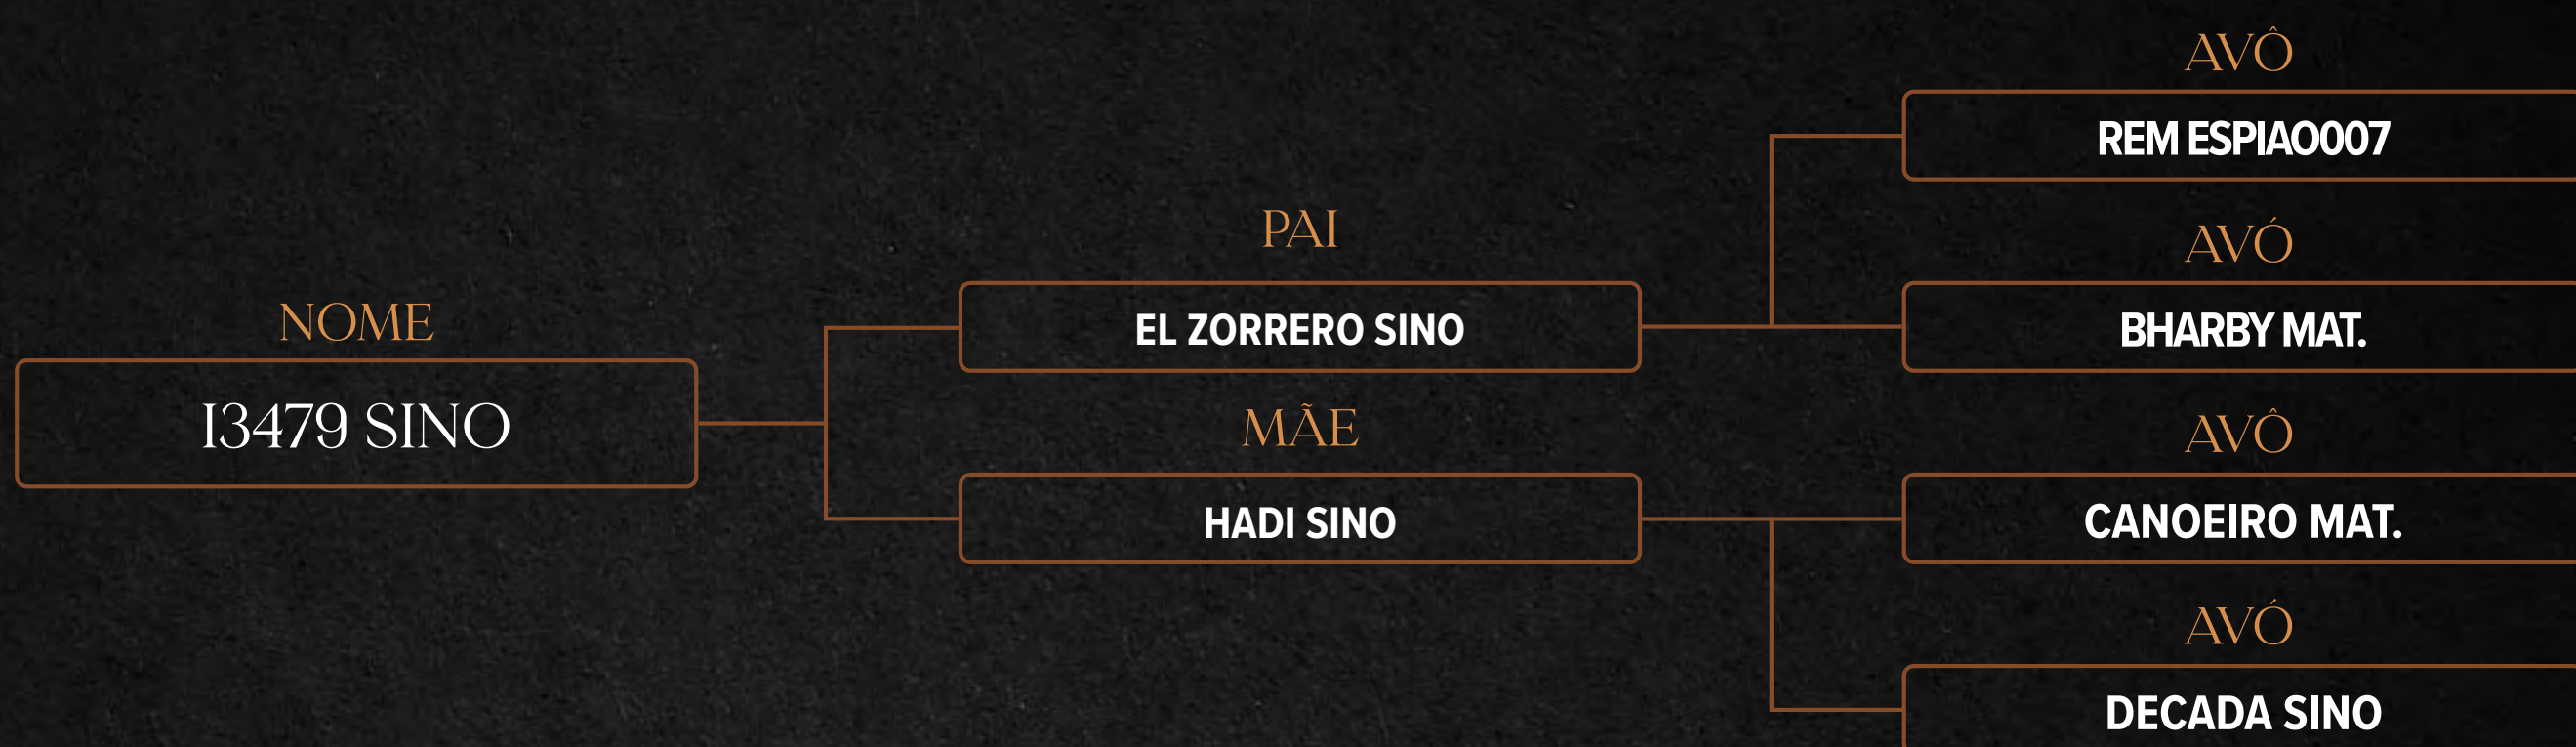 NOME
I3479 SINO
PAI
EL ZORRERO SINO
MÃE
HADI SINO
AVÔ
REM ESPIAO007
AVÓ
BHARBY MAT.
AVÔ
CANOEIRO MAT.
AVÓ
DECADA SINO